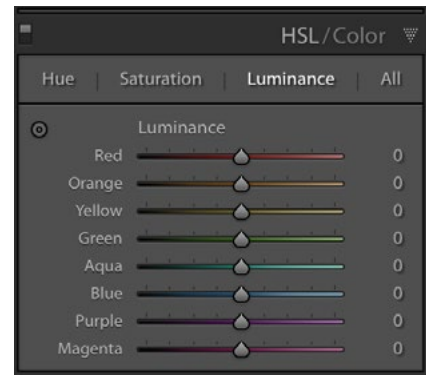 HSL/Color
Hue | Saturation | Luminance | All
Luminance
Red 0
Orange 0
Yellow 0
Green 0
Aqua 0
Blue 0
Purple 0
Magenta 0